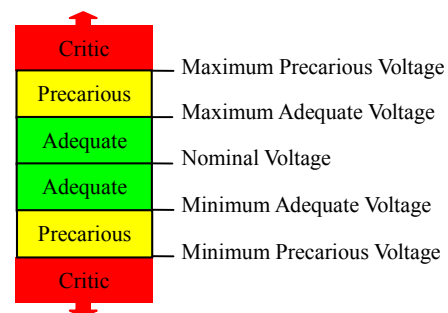 Critic
Maximum Precarious Voltage
Precarious
Maximum Adequate Voltage
Adequate
Nominal Voltage
Adequate
Minimum Adequate Voltage
Precarious
Minimum Precarious Voltage
Critic